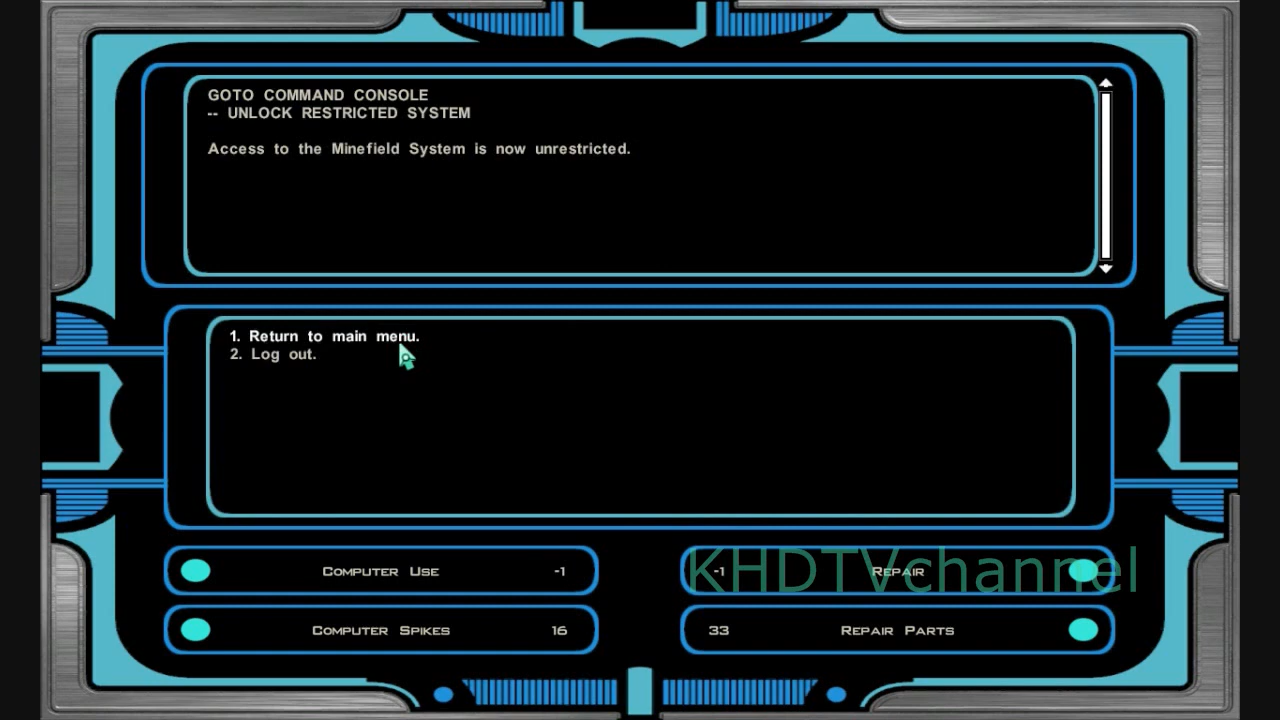 GOTO COMMAND CONSOLE
-- UNLOCK RESTRICTED SYSTEM
Access to the Minefield System is now unrestricted.
1. Return to main menu.
2. Log out.
COMPUTER USE -1
-1 REPAIR
KHDTVchannel
COMPUTER SPIKES 16
33 REPAIR PARTS